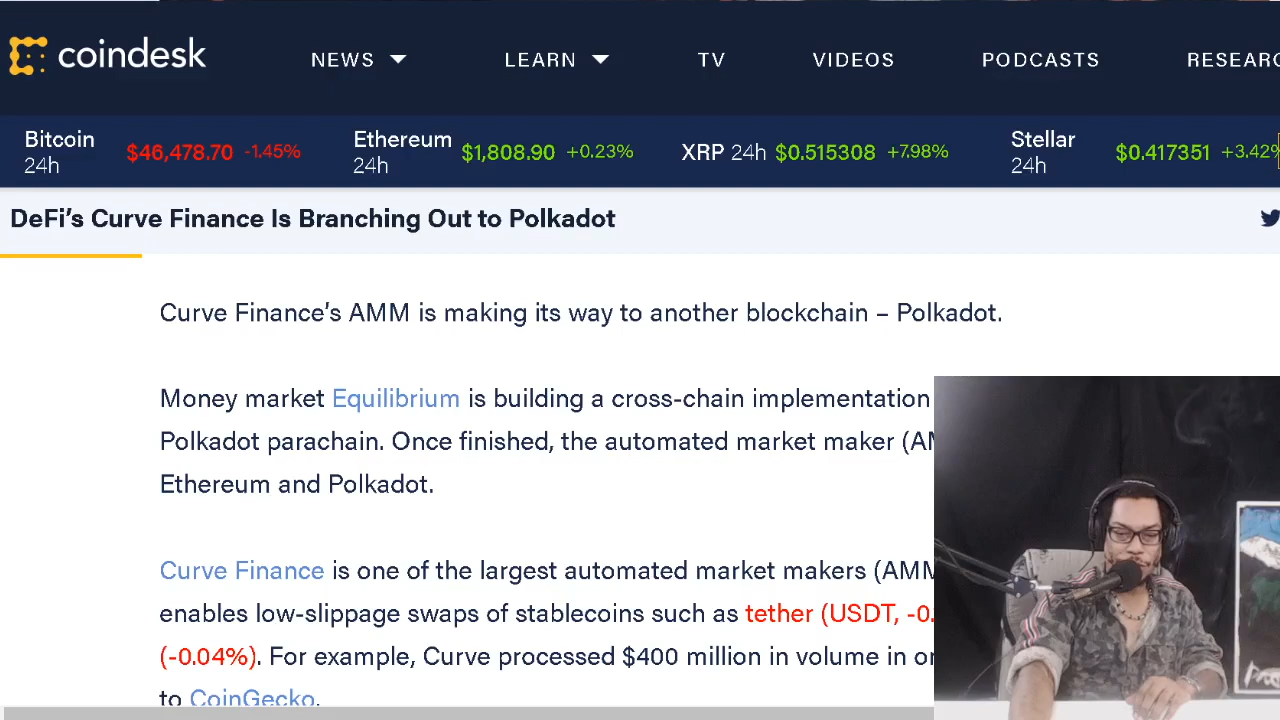 coindesk
NEWS
LEARN
TV
VIDEOS
PODCASTS
Bitcoin
24h
$46,478.70 -1.45%
Ethereum
24h
$1,808.90 +0.23%
XRP 24h $0.515308 +7.98%
Stellar
24h
$0.417351 +3.42%
DeFi’s Curve Finance Is Branching Out to Polkadot
Curve Finance’s AMM is making its way to another blockchain – Polkadot.
Money market Equilibrium is building a cross-chain implementation
Polkadot parachain. Once finished, the automated market maker
Ethereum and Polkadot.
Curve Finance is one of the largest automated market makers
enables low-slippage swaps of stablecoins such as tether (USDT,
(-0.04%). For example, Curve processed $400 million in volume in
to CoinGecko.